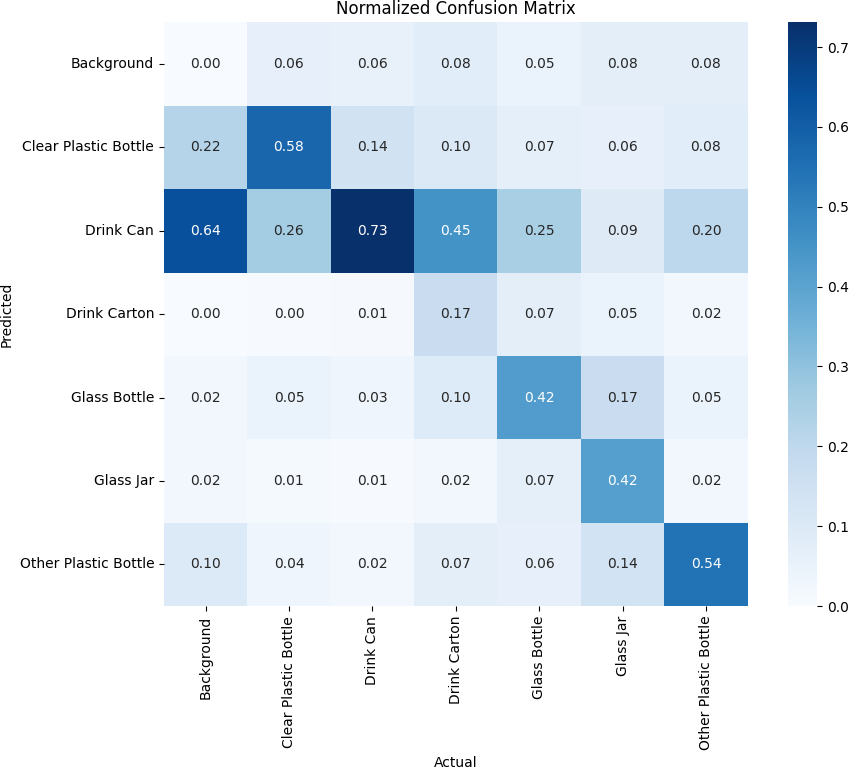 Normalized Confusion Matrix
Background 0.00 0.06 0.06 0.08 0.05 0.08 0.08
Clear Plastic Bottle 0.22 0.58 0.14 0.10 0.07 0.06 0.08
Drink Can 0.64 0.26 0.73 0.45 0.25 0.09 0.20
Drink Carton 0.00 0.00 0.01 0.17 0.07 0.05 0.02
Glass Bottle 0.02 0.05 0.03 0.10 0.42 0.17 0.05
Glass Jar 0.02 0.01 0.01 0.02 0.07 0.42 0.02
Other Plastic Bottle 0.10 0.04 0.02 0.07 0.06 0.14 0.54
Predicted
Background
Clear Plastic Bottle
Drink Can
Drink Carton
Glass Bottle
Glass Jar
Other Plastic Bottle
Actual
0.7
0.6
0.5
0.4
0.3
0.2
0.1
0.0